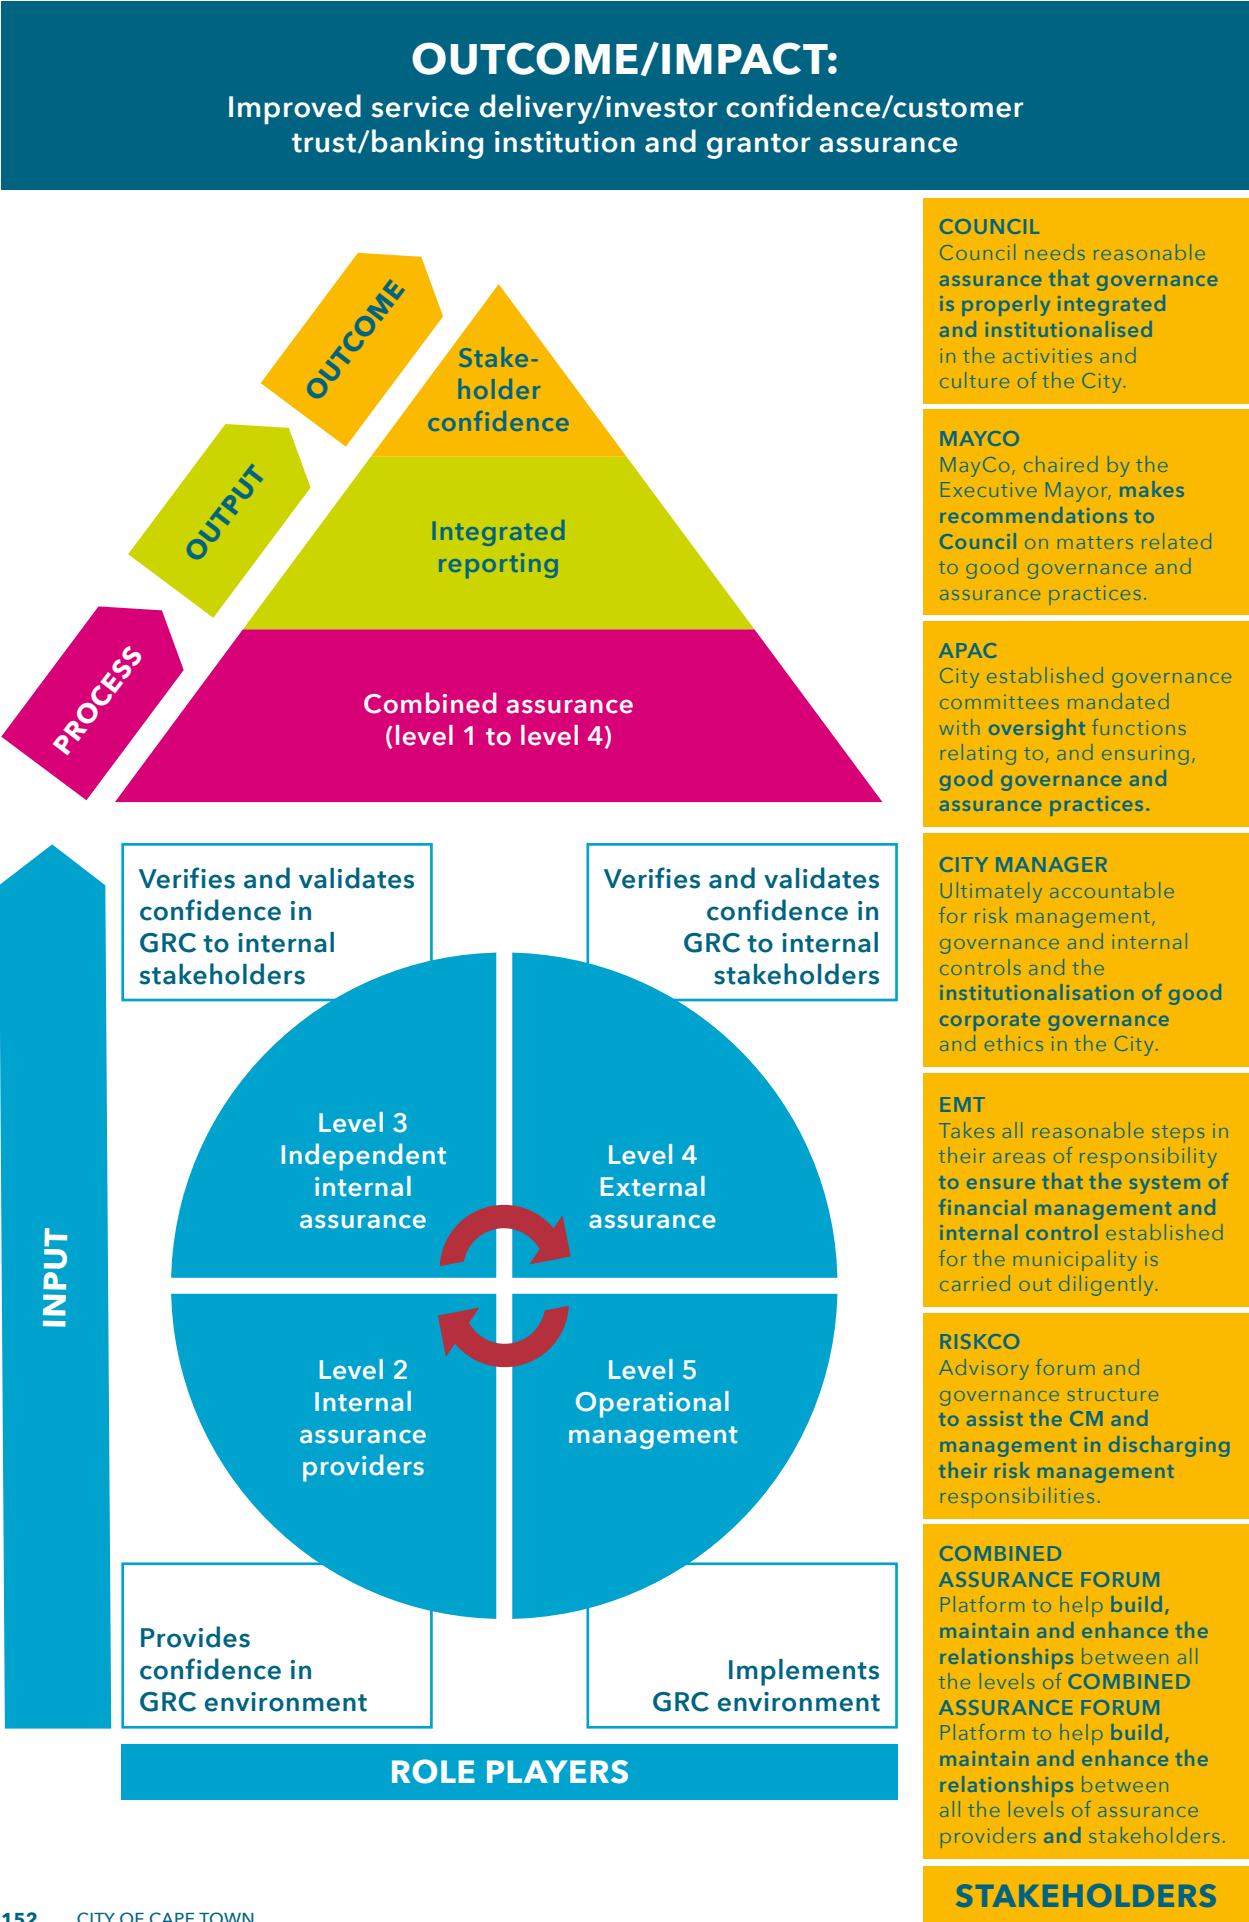 OUTCOME/IMPACT:
Improved service delivery/investor confidence/customer
trust/banking institution and grantor assurance
OUTCOME
OUTPUT
PROCESS
Stake-
holder
confidence
Integrated
reporting
Combined assurance
(level 1 to level 4)
INPUT
Verifies and validates
confidence in
GRC to internal
stakeholders
Verifies and validates
confidence in
GRC to internal
stakeholders
Level 3
Independent
internal
assurance
Level 4
External
assurance
Level 2
Internal
assurance
providers
Level 5
Operational
management
Provides
confidence in
GRC environment
Implements
GRC environment
ROLE PLAYERS
COUNCIL
Council needs reasonable
assurance that governance
is properly integrated
and institutionalised
in the activities and
culture of the City.
MAYCO
MayCo, chaired by the
Executive Mayor, makes
recommendations to
Council on matters related
to good governance and
assurance practices.
APAC
City established governance
committees mandated
with oversight functions
relating to, and ensuring,
good governance and
assurance practices.
CITY MANAGER
Ultimately accountable
for risk management,
governance and internal
controls and the
institutionalisation of good
corporate governance
and ethics in the City.
EMT
Takes all reasonable steps in
their areas of responsibility
to ensure that the system of
financial management and
internal control established
for the municipality is
carried out diligently.
RISKCO
Advisory forum and
governance structure
to assist the CM and
management in discharging
their risk management
responsibilities.
COMBINED
ASSURANCE FORUM
Platform to help build,
maintain and enhance the
relationships between all
the levels of COMBINED
ASSURANCE FORUM
Platform to help build,
maintain and enhance the
relationships between
all the levels of assurance
providers and stakeholders.
STAKEHOLDERS
152 CITY OF CAPE TOWN